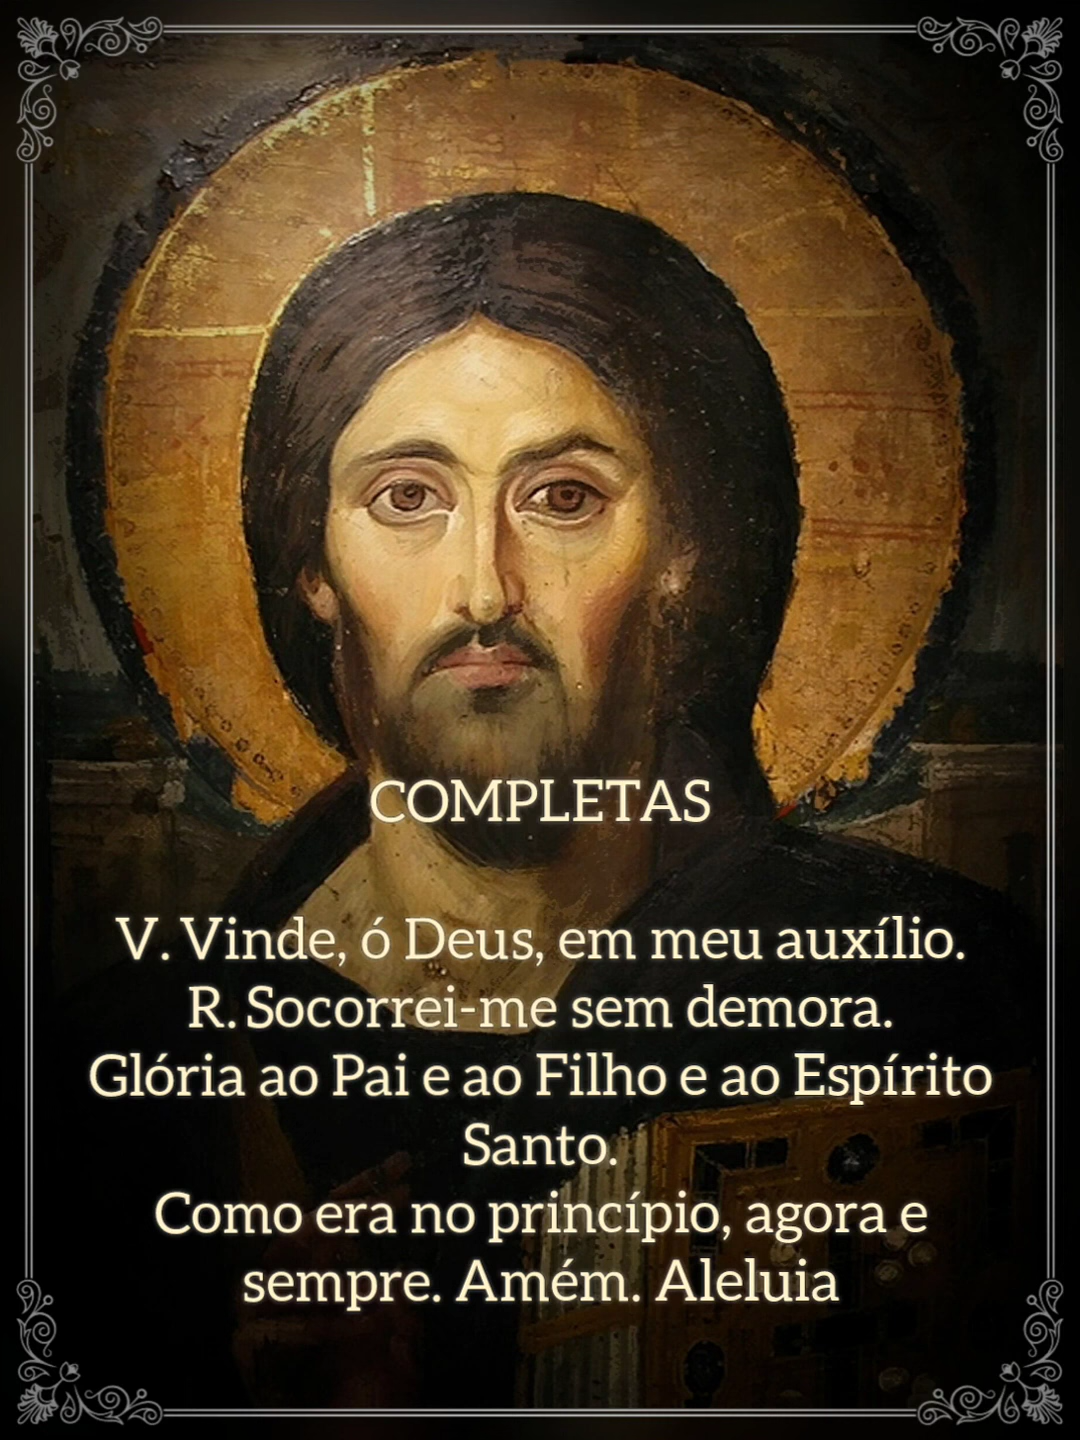 COMPLETAS
V. Vinde, ó Deus, em meu auxílio.
R. Socorrei-me sem demora.
Glória ao Pai e ao Filho e ao Espírito
Santo.
Como era no princípio, agora e
sempre. Amém. Aleluia